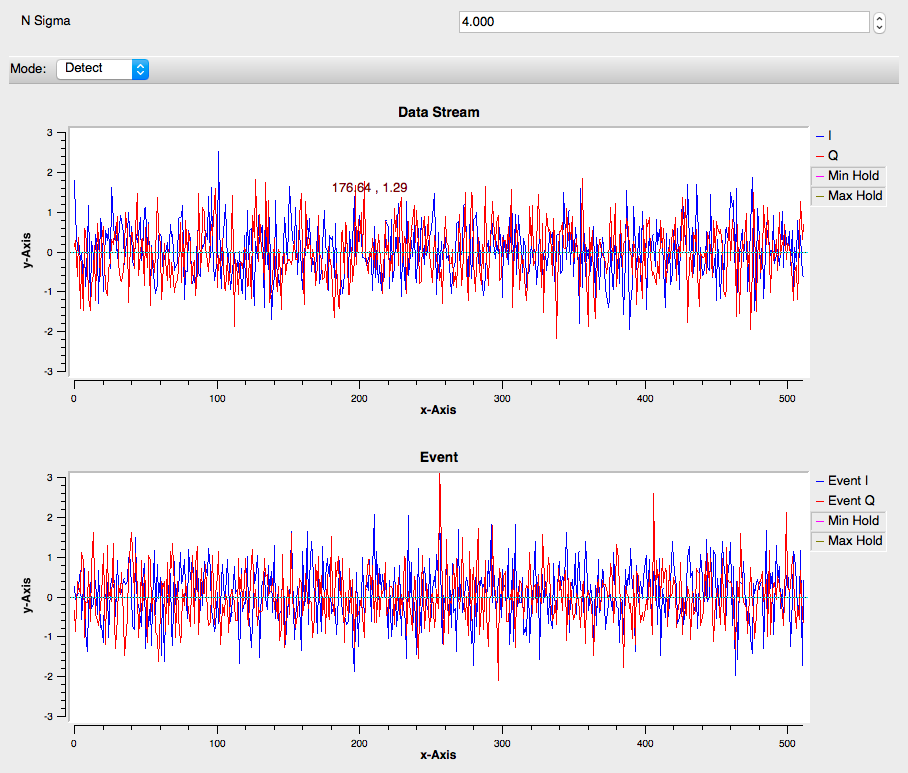 N Sigma
4.000
Mode: Detect
Data Stream
3
2
1
0
-1
-2
-3
y-Axis
176.64 , 1.29
0 100 200 300 400 500
x-Axis
I
Q
Min Hold
Max Hold
Event
3
2
1
0
-1
-2
-3
y-Axis
0 100 200 300 400 500
x-Axis
Event I
Event Q
Min Hold
Max Hold